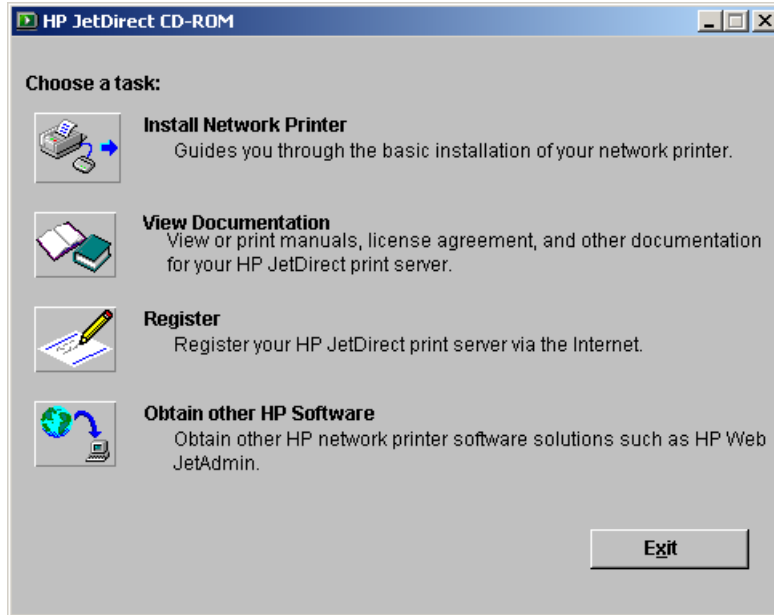 HP JetDirect CD-ROM
Choose a task:
Install Network Printer
Guides you through the basic installation of your network printer.
View Documentation
View or print manuals, license agreement, and other documentation
for your HP JetDirect print server.
Register
Register your HP JetDirect print server via the Internet.
Obtain other HP Software
Obtain other HP network printer software solutions such as HP Web
JetAdmin.
Exit